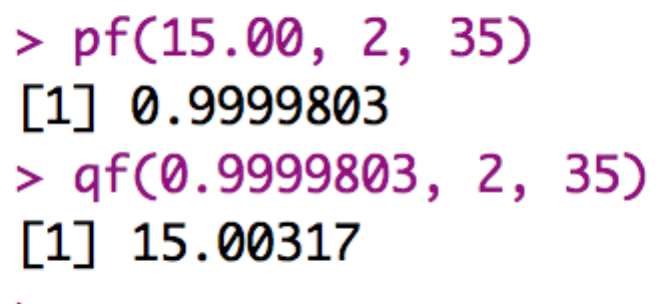 > pf(15.00, 2, 35)
[1] 0.9999803
> qf(0.9999803, 2, 35)
[1] 15.00317